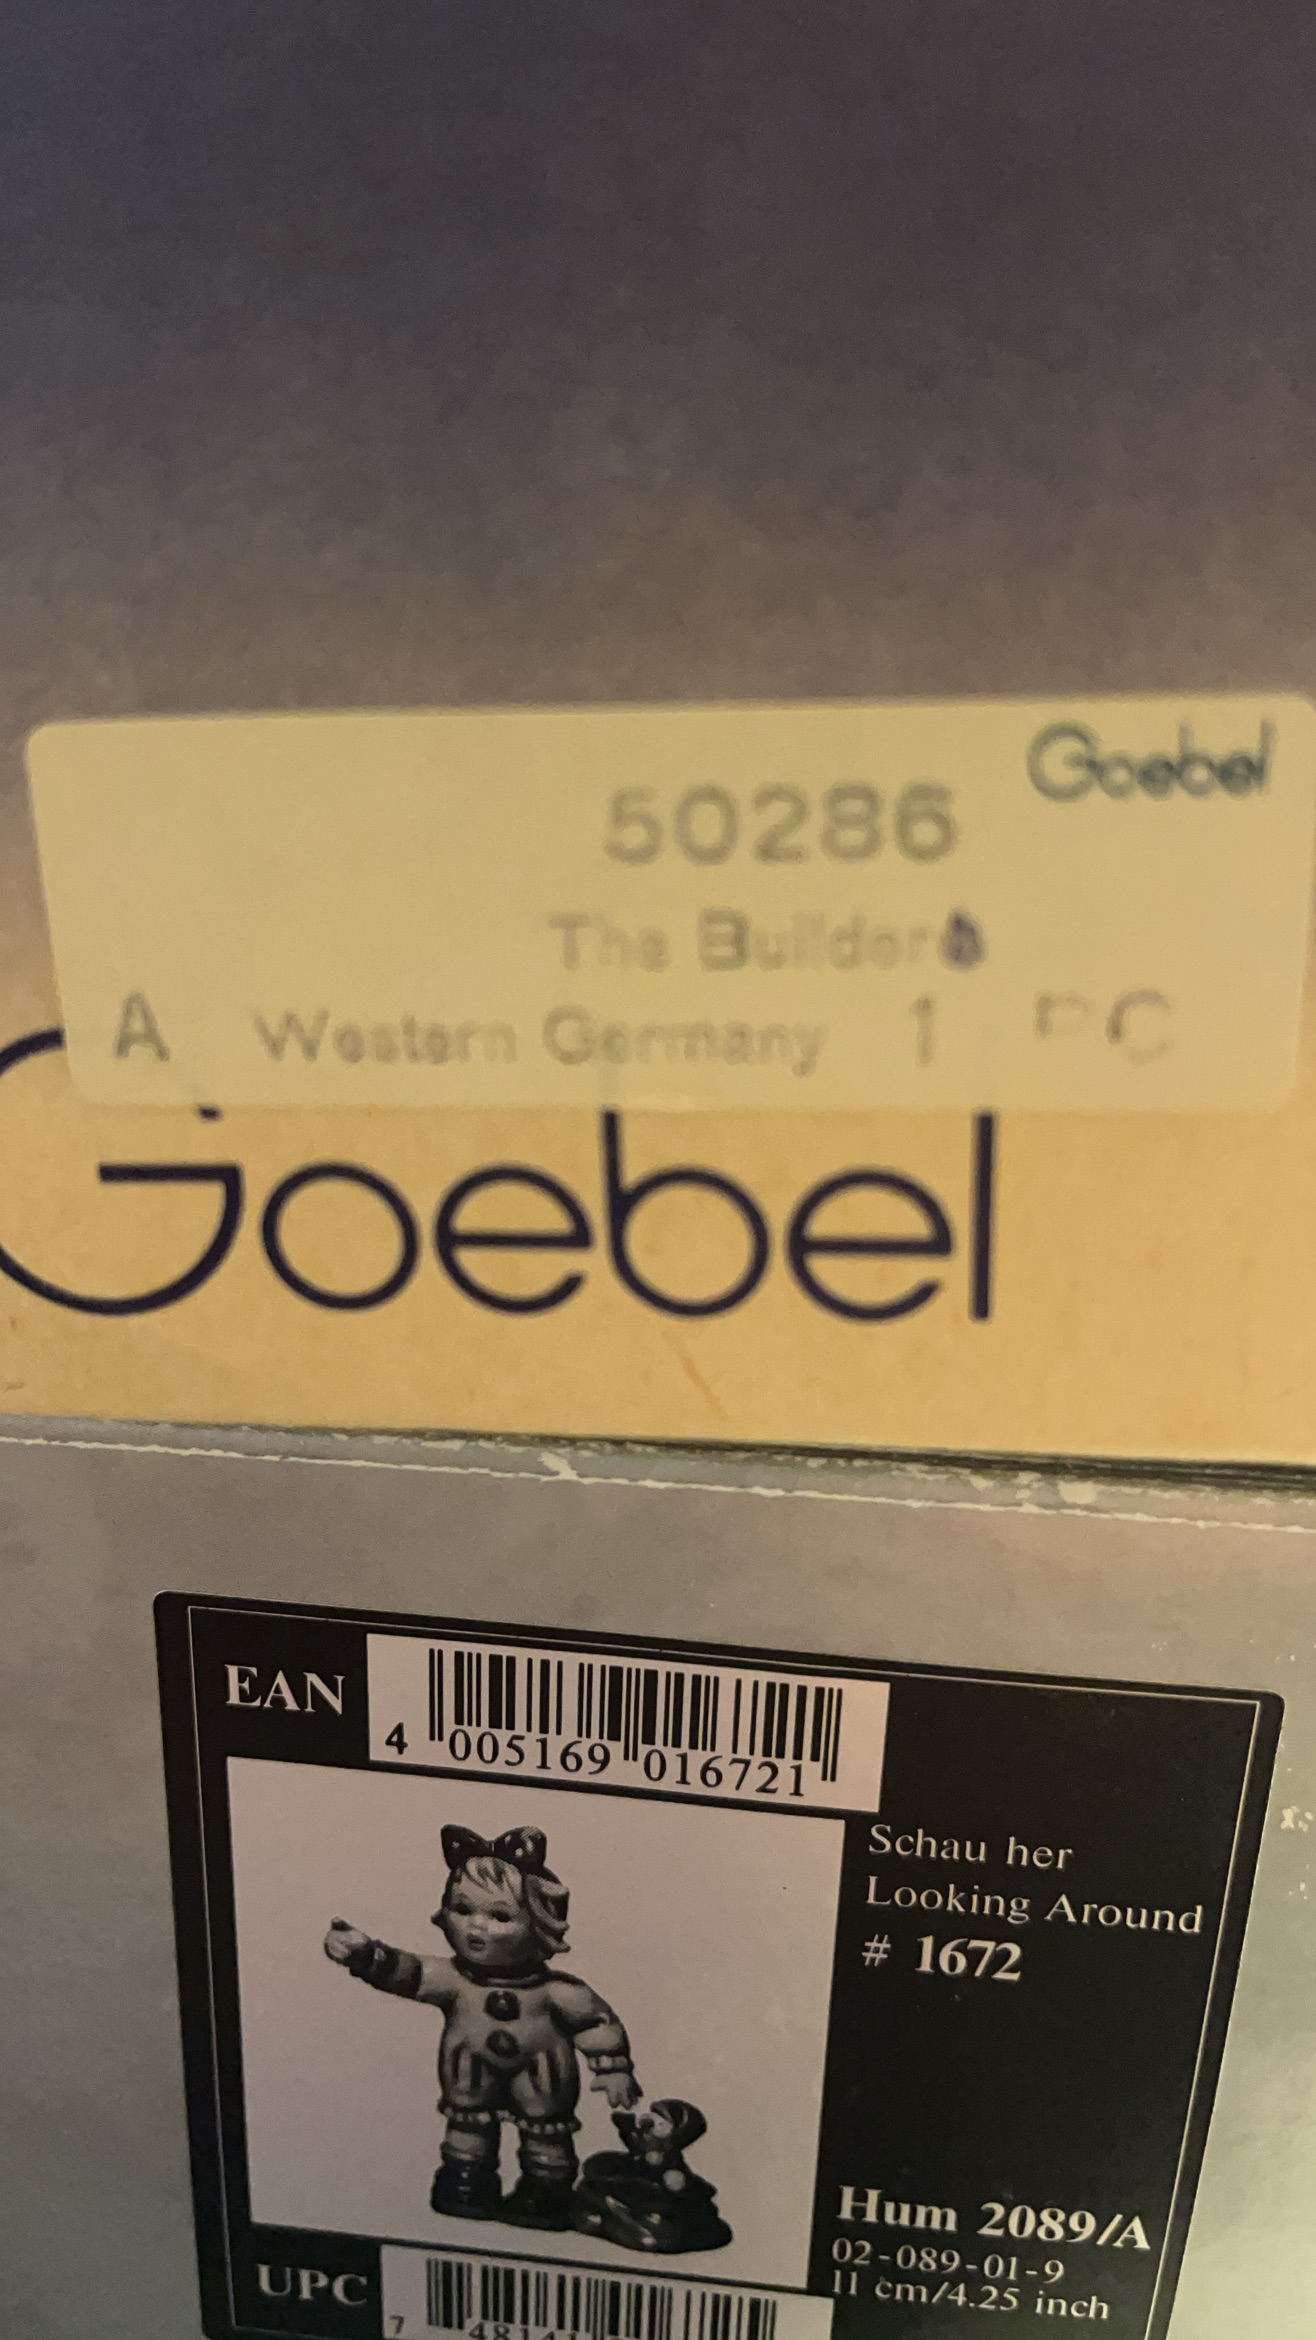 Goebel
50286
The Builder
A Western Germany 1
Goebel
EAN
4 005169 016721
Schau her
Looking Around
# 1672
Hum 2089/A
02-089-01-9
11 cm/4.25 inch
UPC
7